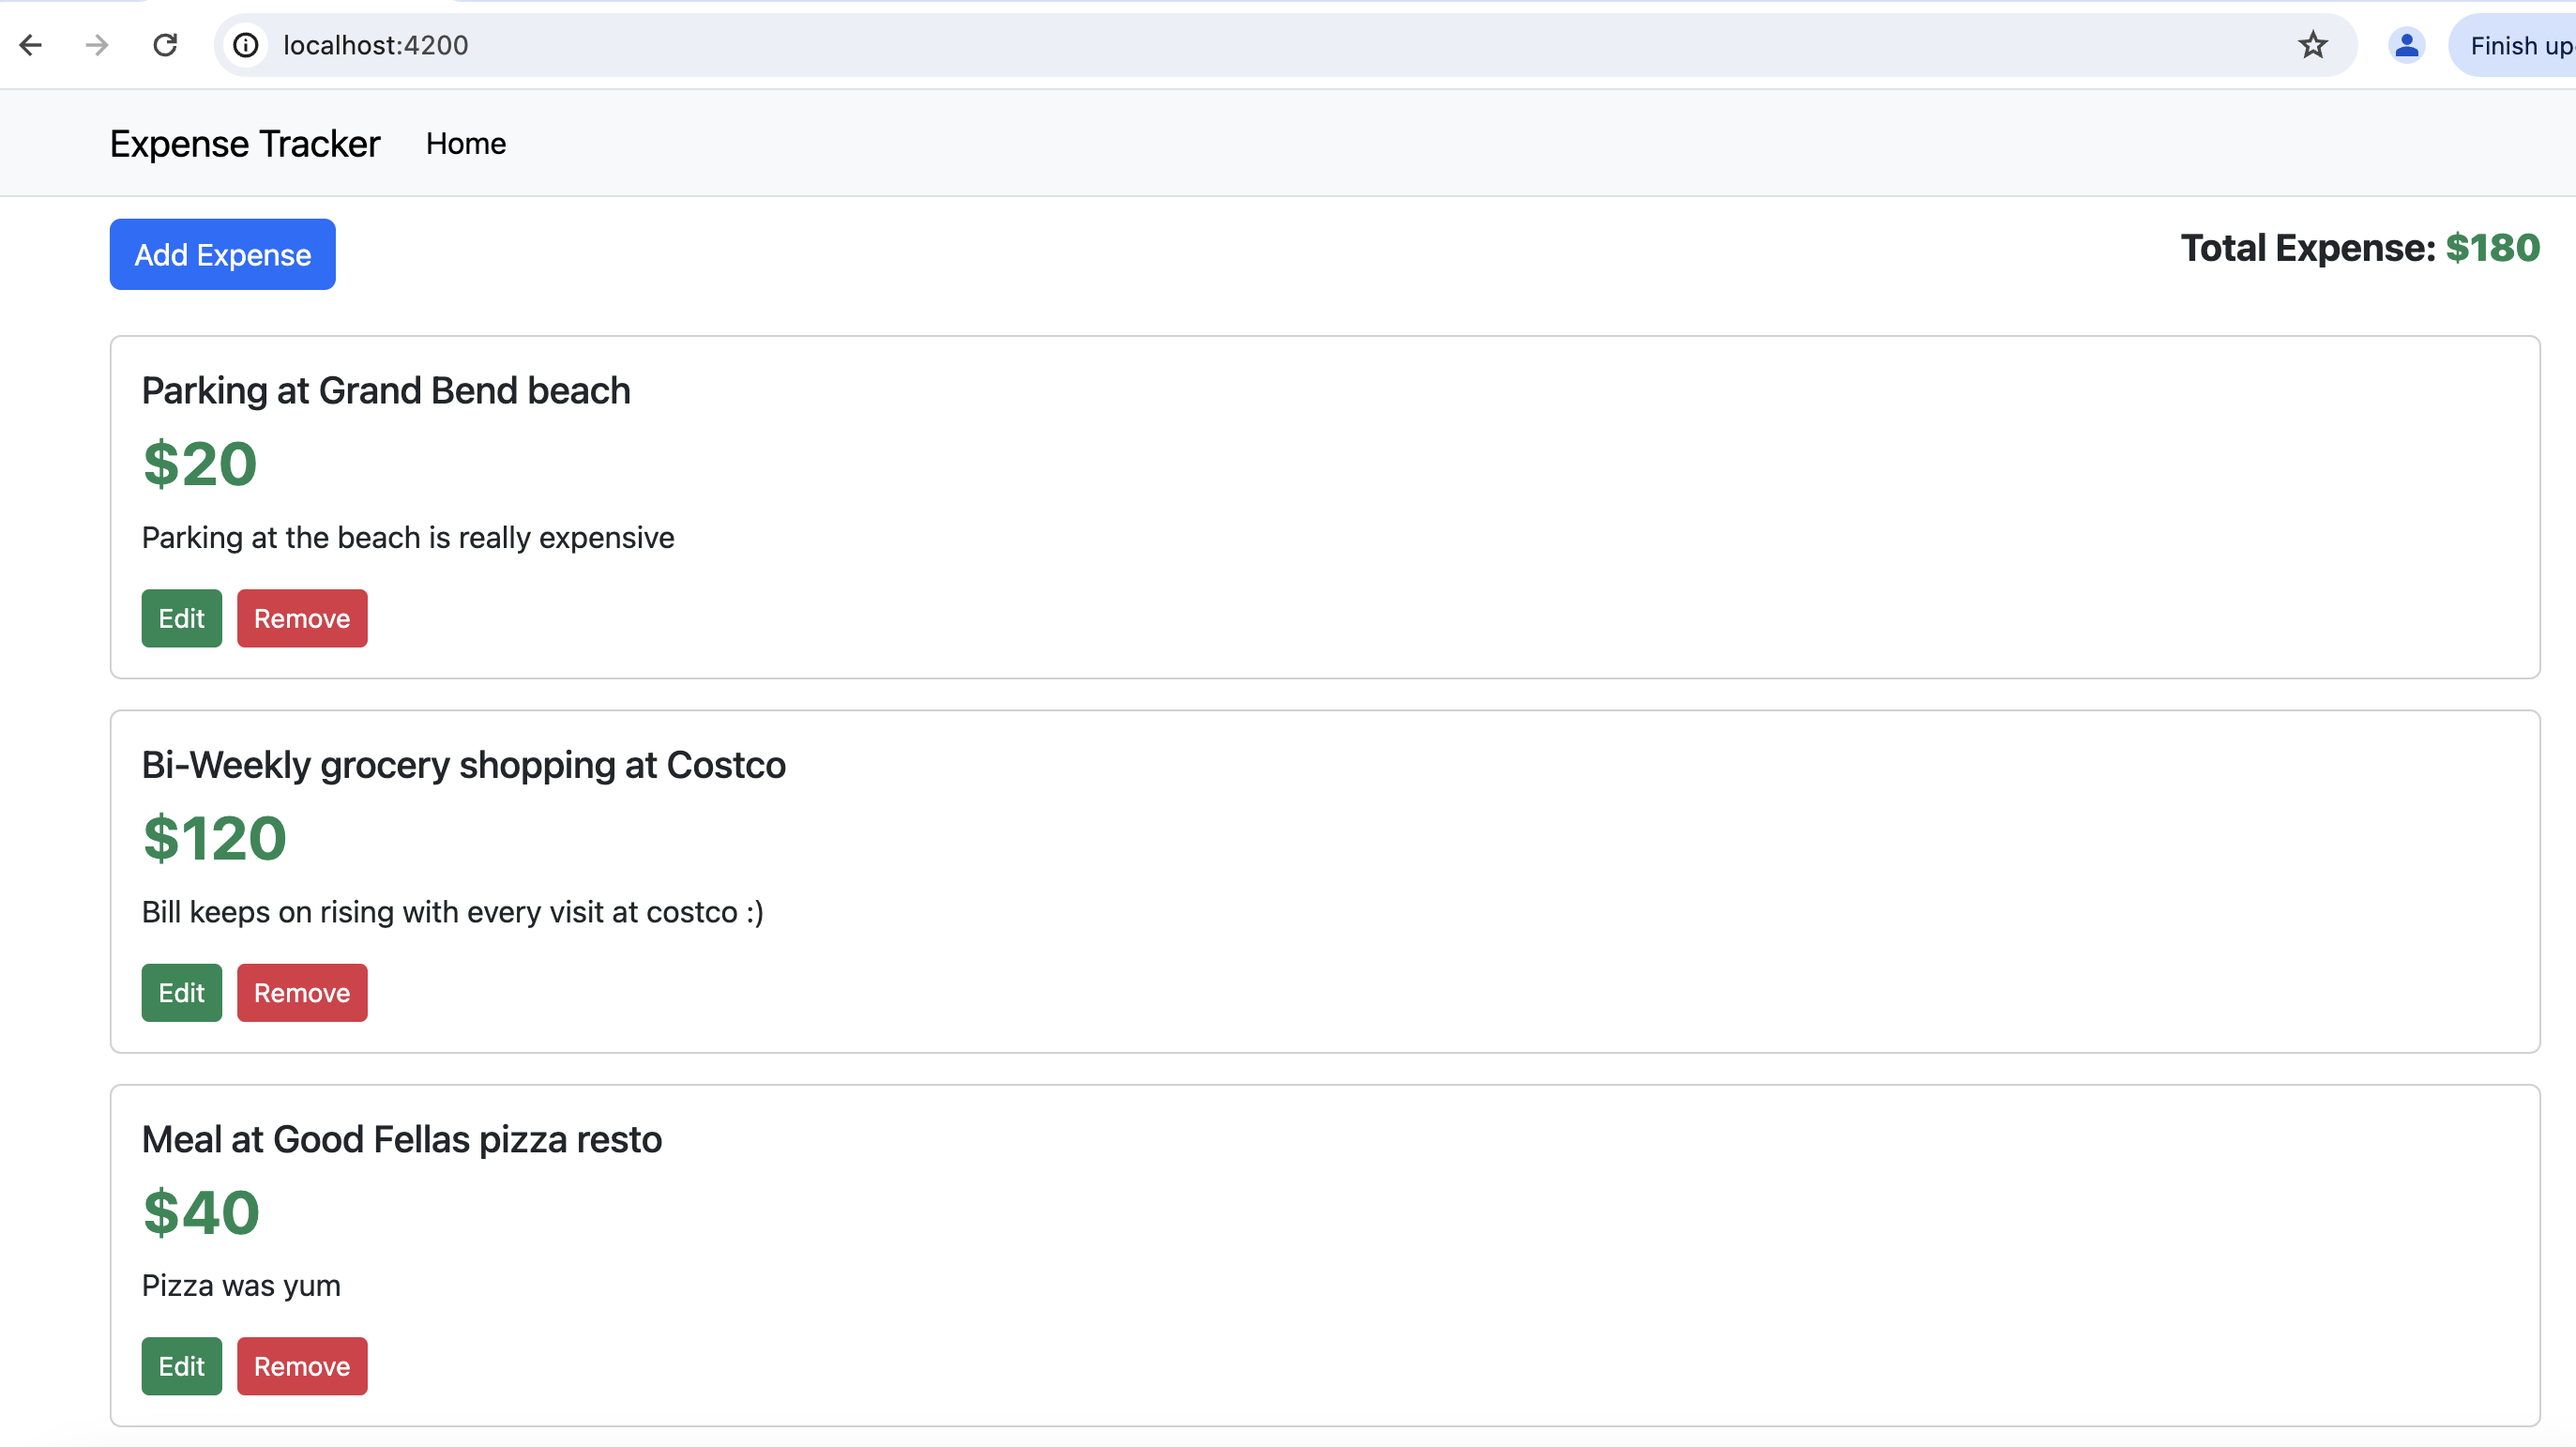 localhost:4200
Finish up
Expense Tracker Home
Add Expense
Total Expense: $180
Parking at Grand Bend beach
$20
Parking at the beach is really expensive
Edit Remove
Bi-Weekly grocery shopping at Costco
$120
Bill keeps on rising with every visit at costco :)
Edit Remove
Meal at Good Fellas pizza resto
$40
Pizza was yum
Edit Remove